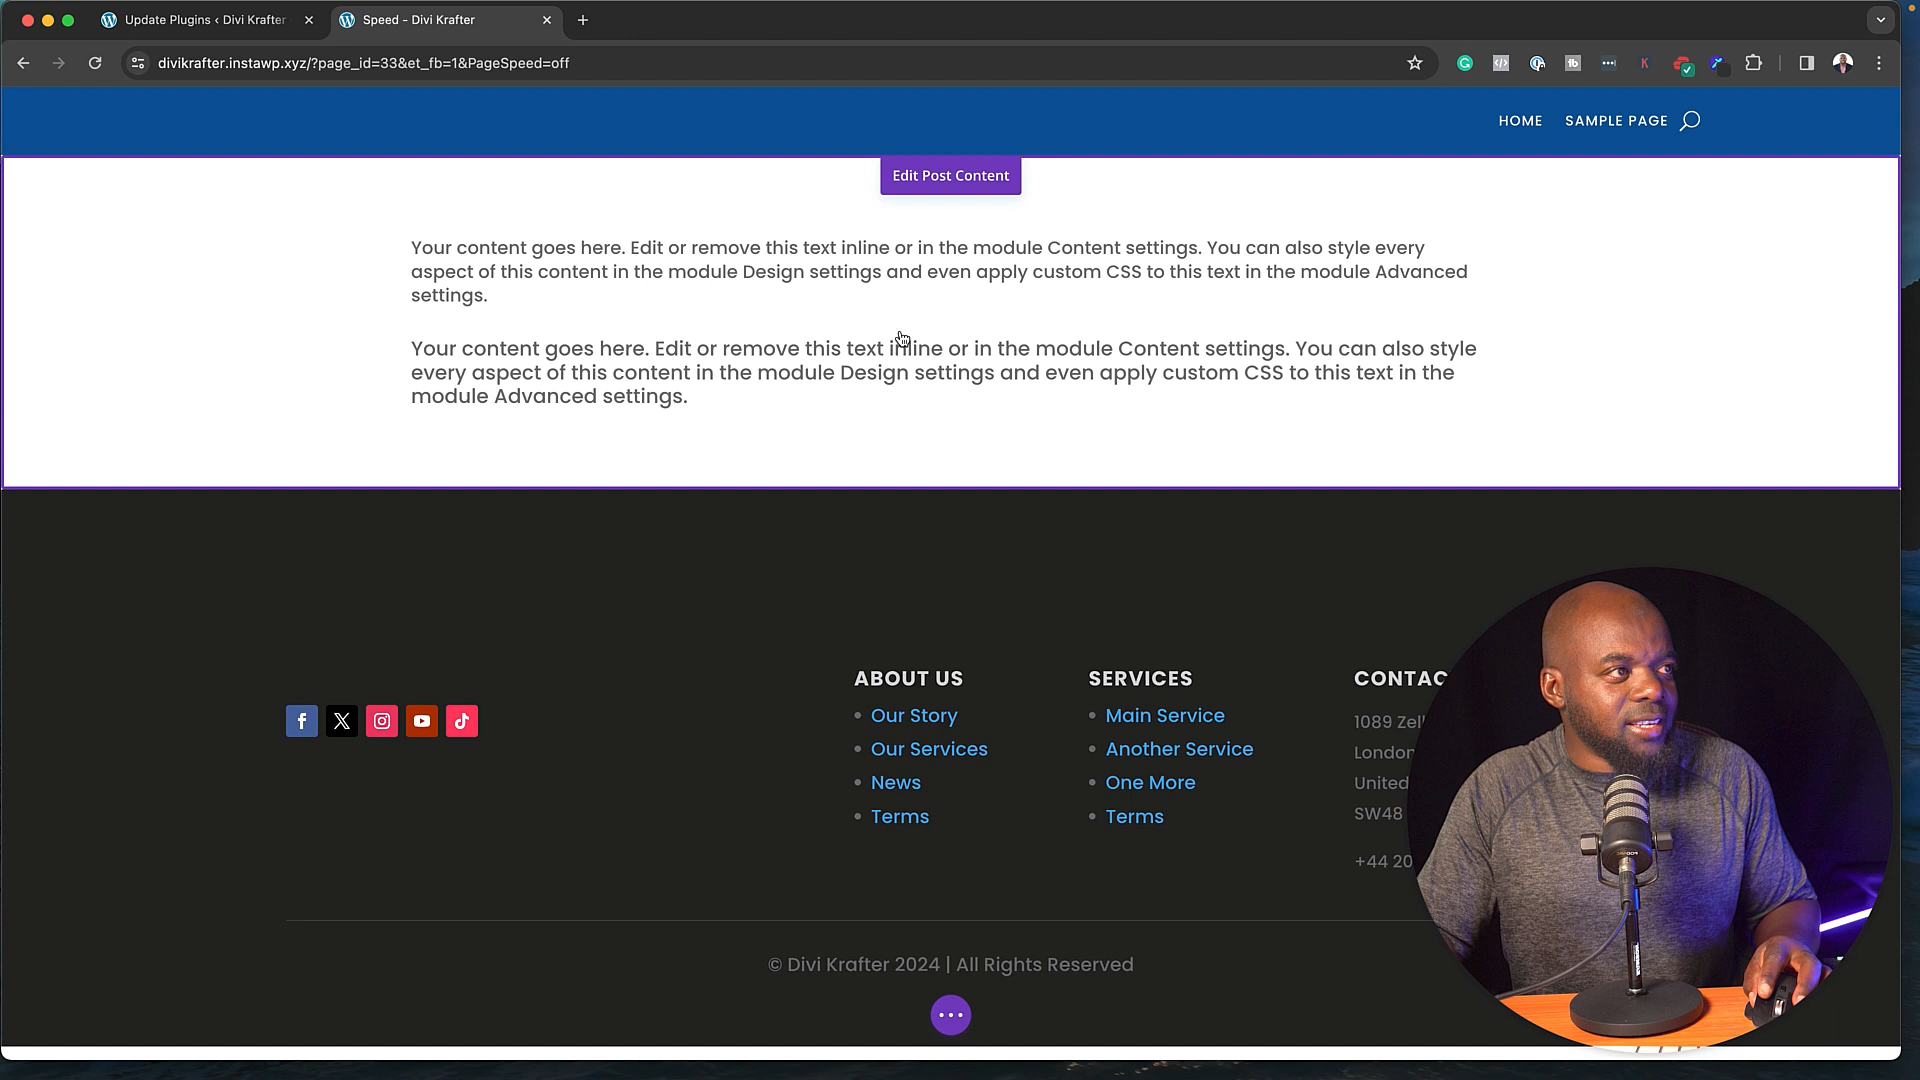 Update Plugins ‹ Divi Krafter
Speed - Divi Krafter
divikrafter.instawp.xyz/?page_id=33&et_fb=1&PageSpeed=off
HOME
SAMPLE PAGE
Edit Post Content
Your content goes here. Edit or remove this text inline or in the module Content settings. You can also style every
aspect of this content in the module Design settings and even apply custom CSS to this text in the module Advanced
settings.
Your content goes here. Edit or remove this text inline or in the module Content settings. You can also style
every aspect of this content in the module Design settings and even apply custom CSS to this text in the
module Advanced settings.
ABOUT US
Our Story
Our Services
News
Terms
SERVICES
Main Service
Another Service
One More
Terms
CONTAC
1089 Zell
London
United
SW48
+44 20
© Divi Krafter 2024 | All Rights Reserved